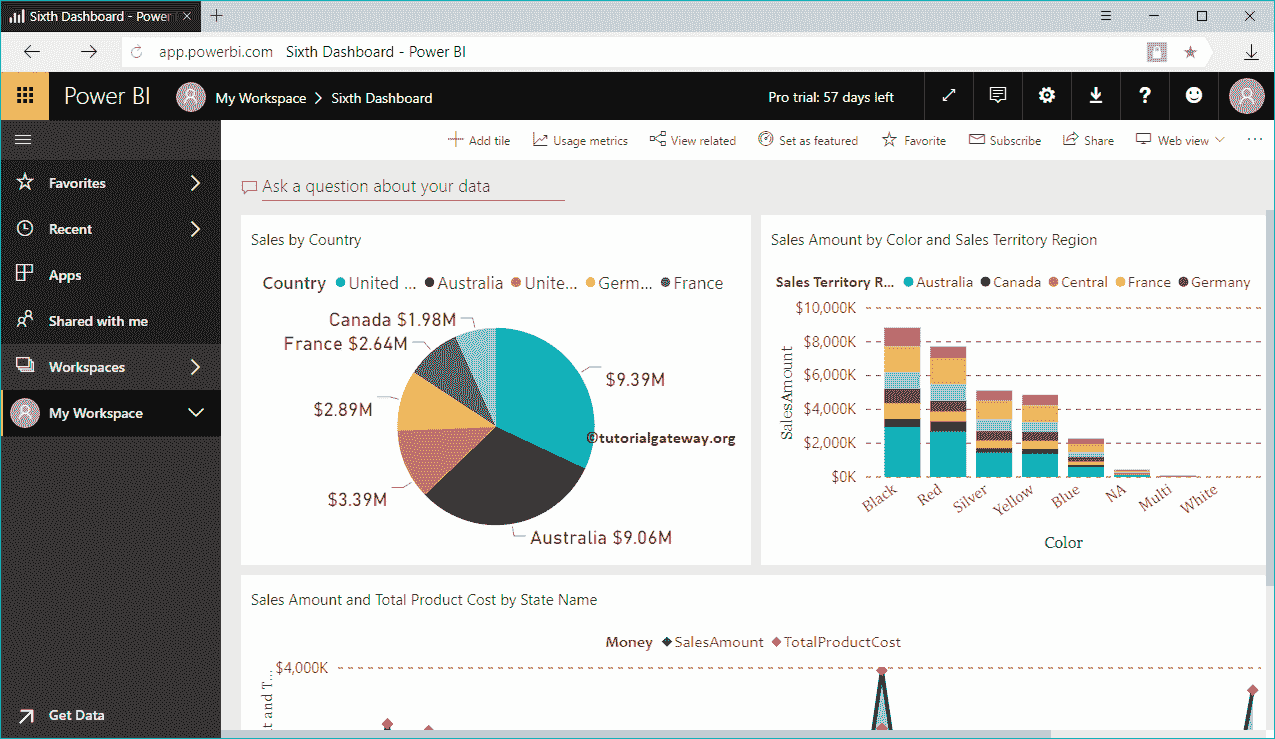 Sixth Dashboard - Power
app.powerbi.com Sixth Dashboard - Power BI
Power BI My Workspace > Sixth Dashboard Pro trial: 57 days left
Add tile Usage metrics View related Set as featured Favorite Subscribe Share Web view ...
Favorites
Recent
Apps
Shared with me
Workspaces
My Workspace
Get Data
Ask a question about your data
Sales by Country
Country United ... Australia Unite... Germ... France
Canada $1.98M
France $2.64M
$9.39M
$2.89M
©tutorialgateway.org
$3.39M
Australia $9.06M
Sales Amount by Color and Sales Territory Region
Sales Territory R... Australia Canada Central France Germany
$10,000K
$8,000K
$6,000K
$4,000K
$2,000K
$0K
SalesAmount
Black Red Silver Yellow Blue NA Multi White
Color
Sales Amount and Total Product Cost by State Name
Money SalesAmount TotalProductCost
$4,000K
nt and T...